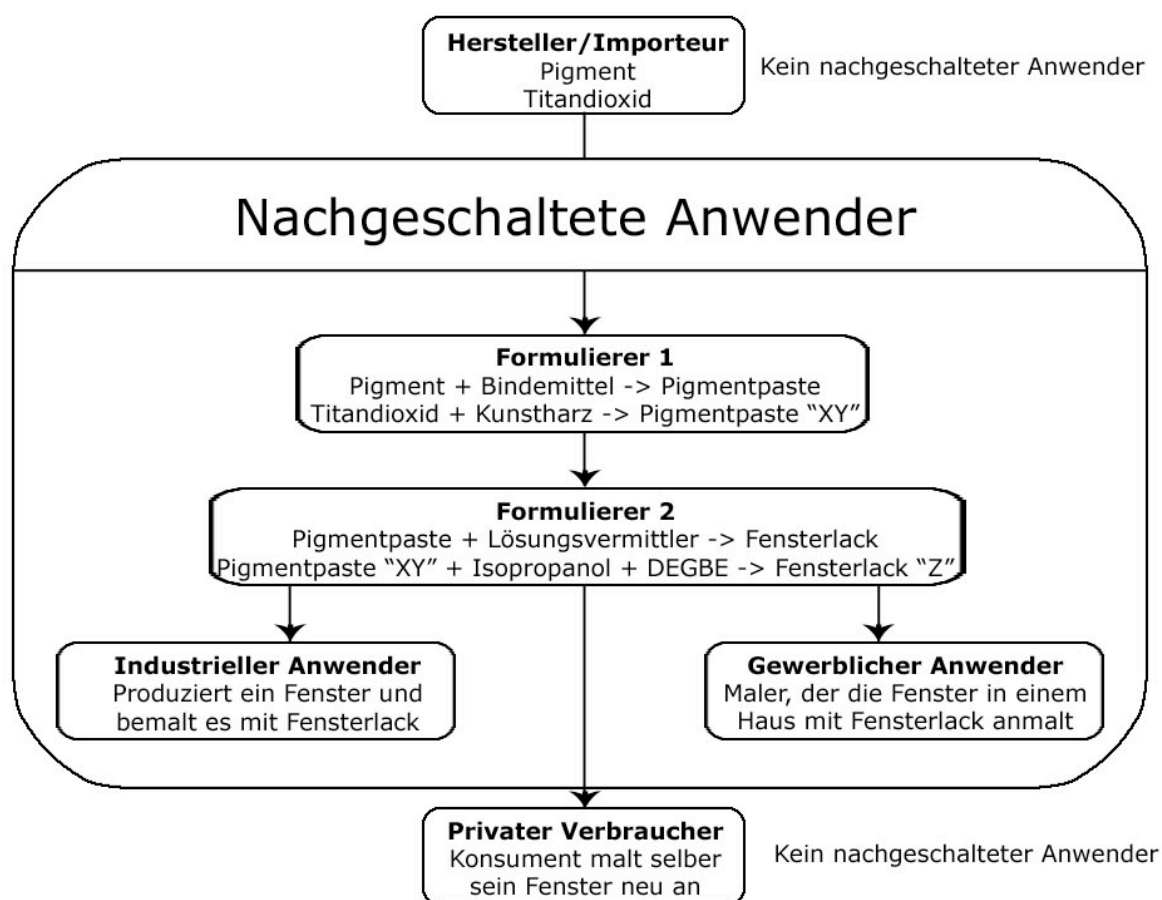 Hersteller/Importeur
Pigment
Titandioxid
Kein nachgeschalteter Anwender
Nachgeschaltete Anwender
Formulierer 1
Pigment + Bindemittel -> Pigmentpaste
Titandioxid + Kunstharz -> Pigmentpaste “XY”
Formulierer 2
Pigmentpaste + Lösungsvermittler -> Fensterlack
Pigmentpaste “XY” + Isopropanol + DEGBE -> Fensterlack “Z”
Industrieller Anwender
Produziert ein Fenster und
bemalt es mit Fensterlack
Gewerblicher Anwender
Maler, der die Fenster in einem
Haus mit Fensterlack anmalt
Privater Verbraucher
Konsument malt selber
sein Fenster neu an
Kein nachgeschalteter Anwender